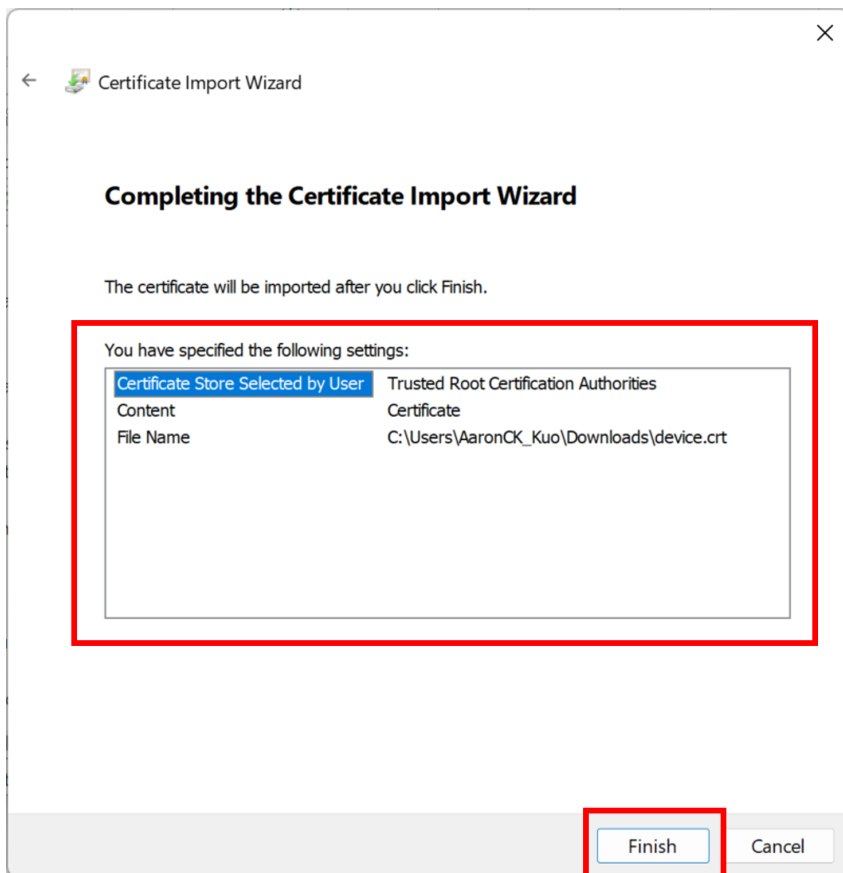 Certificate Import Wizard
Completing the Certificate Import Wizard
The certificate will be imported after you click Finish.
You have specified the following settings:
Certificate Store Selected by User Trusted Root Certification Authorities
Content Certificate
File Name C:\Users\AaronCK_Kuo\Downloads\device.crt
Finish Cancel